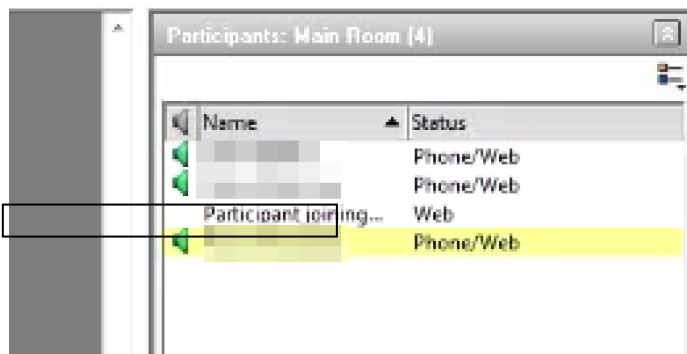 Participants: Main Room (4)
Name Status
Phone/Web
Phone/Web
Participant joining... Web
Phone/Web